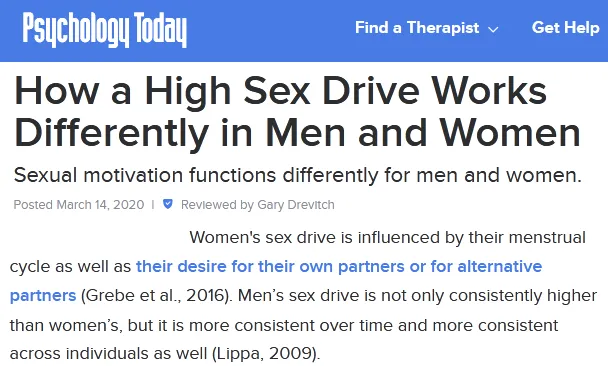 Psychology Today
Find a Therapist
Get Help
How a High Sex Drive Works
Differently in Men and Women
Sexual motivation functions differently for men and women.
Posted March 14, 2020 | Reviewed by Gary Drevitch
Women's sex drive is influenced by their menstrual
cycle as well as their desire for their own partners or for alternative
partners (Grebe et al., 2016). Men’s sex drive is not only consistently higher
than women’s, but it is more consistent over time and more consistent
across individuals as well (Lippa, 2009).